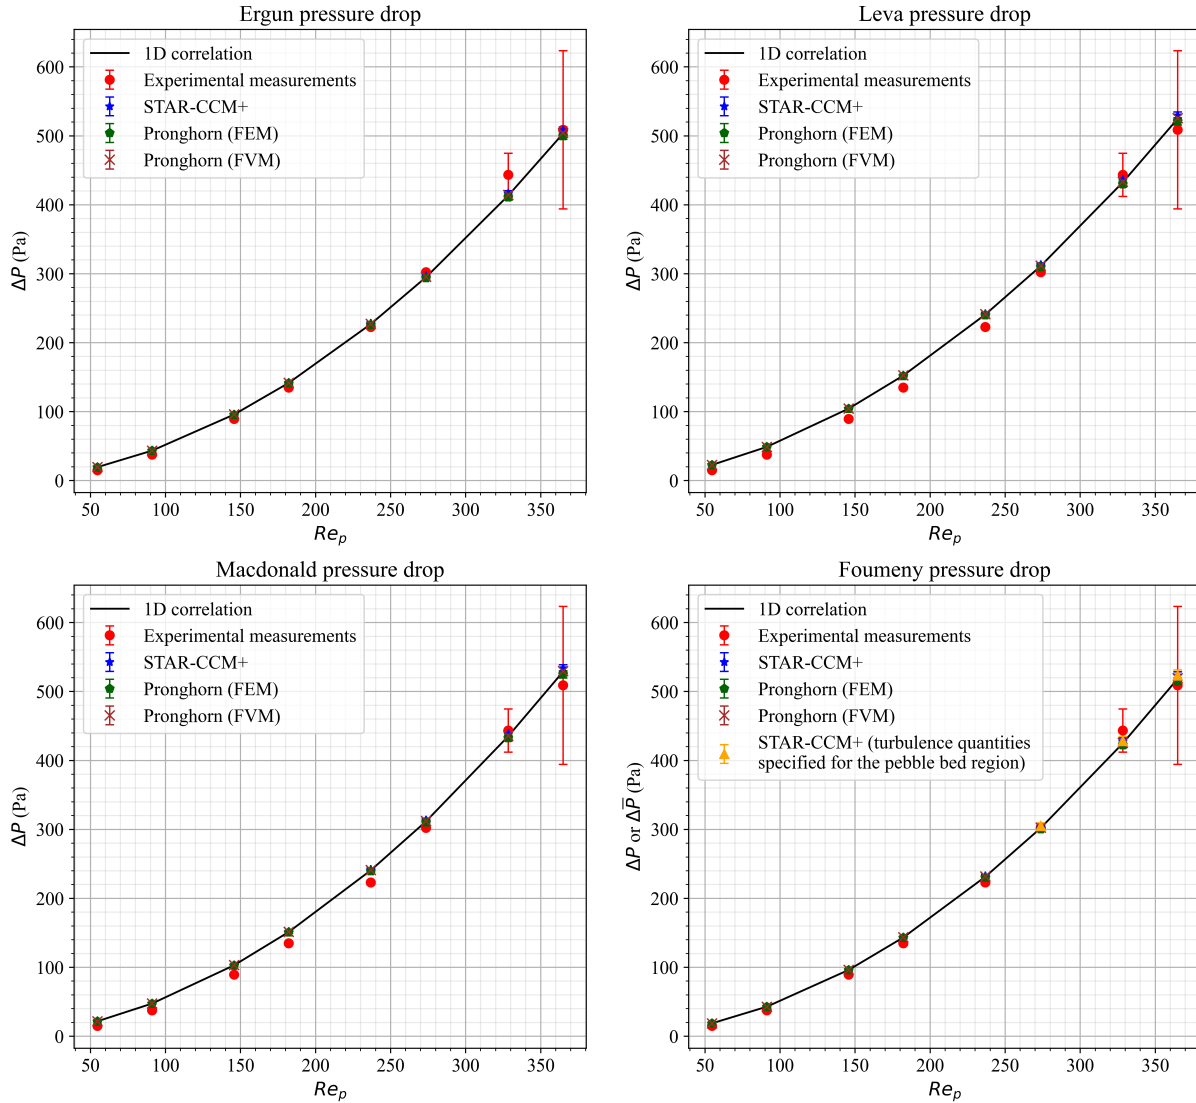 Ergun pressure drop
1D correlation
Experimental measurements
STAR-CCM+
Pronghorn (FEM)
Pronghorn (FVM)
600
500
400
300
200
100
0
ΔP (Pa)
50 100 150 200 250 300 350
Re_p
Leva pressure drop
1D correlation
Experimental measurements
STAR-CCM+
Pronghorn (FEM)
Pronghorn (FVM)
600
500
400
300
200
100
0
ΔP (Pa)
50 100 150 200 250 300 350
Re_p
Macdonald pressure drop
1D correlation
Experimental measurements
STAR-CCM+
Pronghorn (FEM)
Pronghorn (FVM)
600
500
400
300
200
100
0
ΔP (Pa)
50 100 150 200 250 300 350
Re_p
Foumeny pressure drop
1D correlation
Experimental measurements
STAR-CCM+
Pronghorn (FEM)
Pronghorn (FVM)
STAR-CCM+ (turbulence quantities
specified for the pebble bed region)
600
500
400
300
200
100
0
ΔP or ΔP̅ (Pa)
50 100 150 200 250 300 350
Re_p